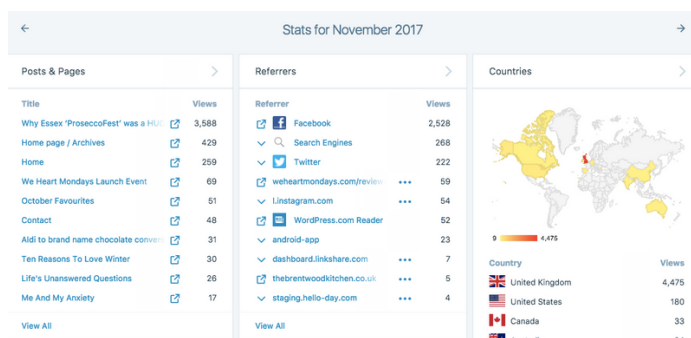 Stats for November 2017
Posts & Pages
Title Views
Why Essex 'ProseccoFest' was a HU 3,588
Home page / Archives 429
Home 259
We Heart Mondays Launch Event 69
October Favourites 51
Contact 48
Aldi to brand name chocolate conven 31
Ten Reasons To Love Winter 30
Life's Unanswered Questions 26
Me And My Anxiety 17
View All
Referrers
Referrer Views
Facebook 2,528
Search Engines 268
Twitter 222
weheartmondays.com/review 59
l.instagram.com 54
WordPress.com Reader 52
android-app 23
dashboard.linkshare.com 7
thebrentwoodkitchen.co.uk 5
staging.hello-day.com 4
View All
Countries
9 4,475
Country Views
United Kingdom 4,475
United States 180
Canada 33